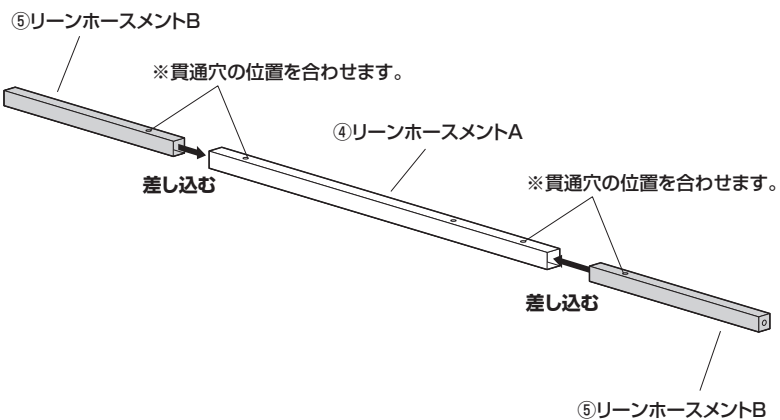 ⑤リーンホースメントB
※貫通穴の位置を合わせます。
④リーンホースメントA
差し込む
※貫通穴の位置を合わせます。
差し込む
⑤リーンホースメントB